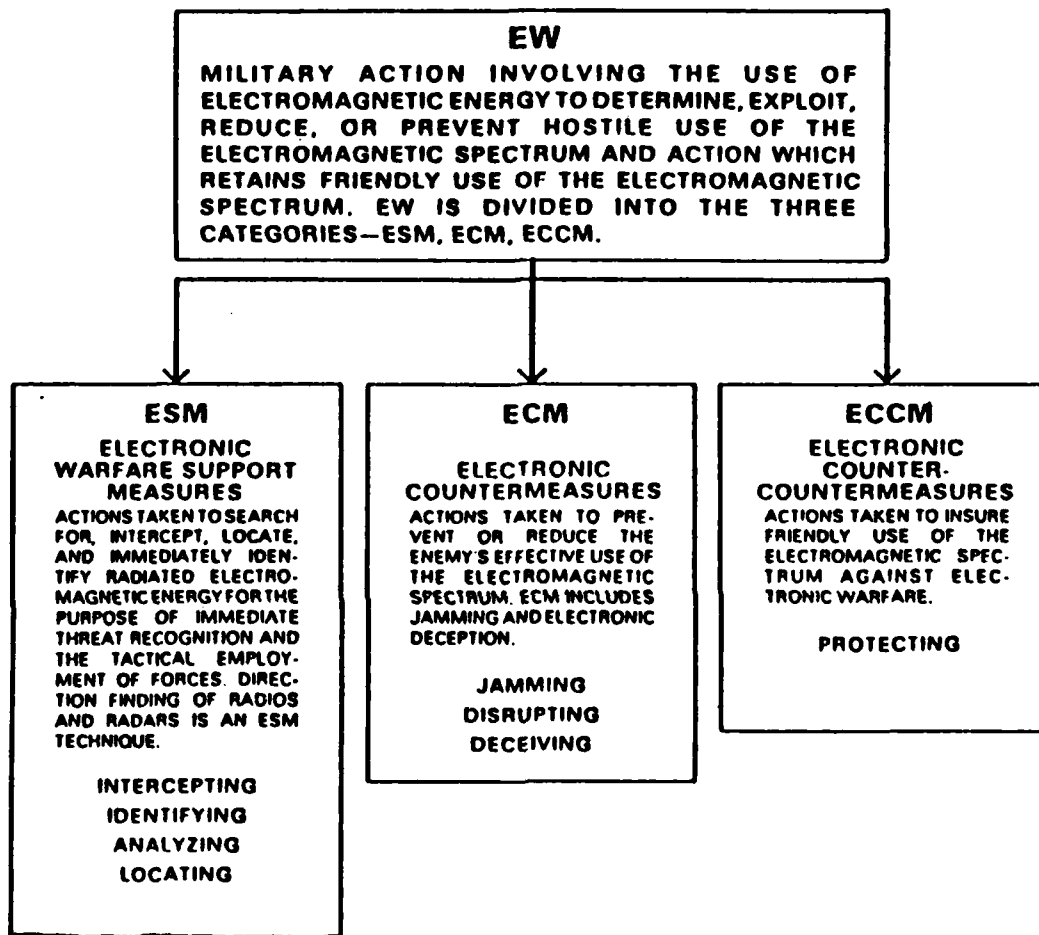 EW
MILITARY ACTION INVOLVING THE USE OF
ELECTROMAGNETIC ENERGY TO DETERMINE, EXPLOIT,
REDUCE, OR PREVENT HOSTILE USE OF THE
ELECTROMAGNETIC SPECTRUM AND ACTION WHICH
RETAINS FRIENDLY USE OF THE ELECTROMAGNETIC
SPECTRUM. EW IS DIVIDED INTO THE THREE
CATEGORIES—ESM, ECM, ECCM.
ESM
ELECTRONIC
WARFARE SUPPORT
MEASURES
ACTIONS TAKEN TO SEARCH
FOR, INTERCEPT, LOCATE,
AND IMMEDIATELY IDEN-
TIFY RADIATED ELECTRO-
MAGNETIC ENERGY FOR THE
PURPOSE OF IMMEDIATE
THREAT RECOGNITION AND
THE TACTICAL EMPLOY-
MENT OF FORCES. DIREC-
TION FINDING OF RADIOS
AND RADARS IS AN ESM
TECHNIQUE.
INTERCEPTING
IDENTIFYING
ANALYZING
LOCATING
ECM
ELECTRONIC
COUNTERMEASURES
ACTIONS TAKEN TO PRE-
VENT OR REDUCE THE
ENEMY'S EFFECTIVE USE OF
THE ELECTROMAGNETIC
SPECTRUM. ECM INCLUDES
JAMMING AND ELECTRONIC
DECEPTION.
JAMMING
DISRUPTING
DECEIVING
ECCM
ELECTRONIC
COUNTER-
COUNTERMEASURES
ACTIONS TAKEN TO INSURE
FRIENDLY USE OF THE
ELECTROMAGNETIC SPEC-
TRUM AGAINST ELEC-
TRONIC WARFARE.
PROTECTING